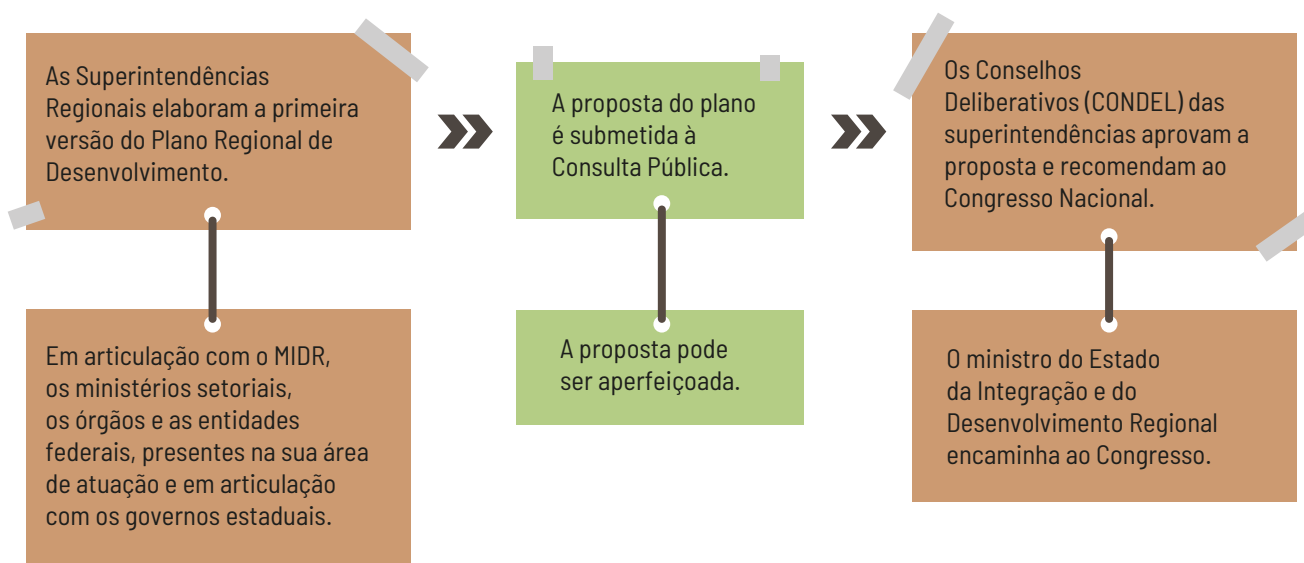 As Superintendências
Regionais elaboram a primeira
versão do Plano Regional de
Desenvolvimento.
Em articulação com o MIDR,
os ministérios setoriais,
os órgãos e as entidades
federais, presentes na sua área
de atuação e em articulação
com os governos estaduais.
A proposta do plano
é submetida à
Consulta Pública.
A proposta pode
ser aperfeiçoada.
Os Conselhos
Deliberativos (CONDEL) das
superintendências aprovam a
proposta e recomendam ao
Congresso Nacional.
O ministro do Estado
da Integração e do
Desenvolvimento Regional
encaminha ao Congresso.